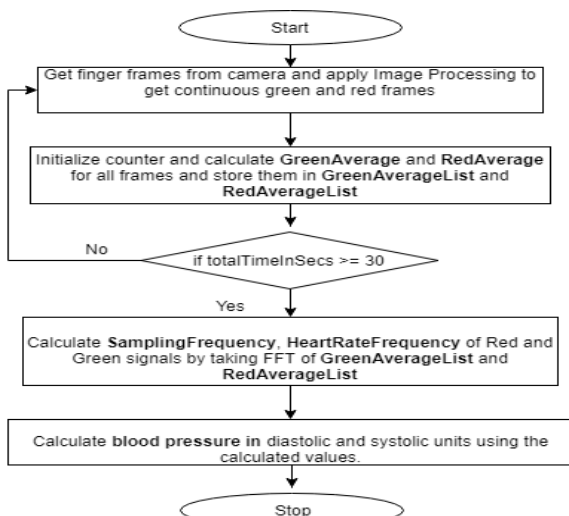 Start
Get finger frames from camera and apply Image Processing to
get continuous green and red frames
Initialize counter and calculate GreenAverage and RedAverage
for all frames and store them in GreenAverageList and
RedAverageList
No
if totalTimeInSecs >= 30
Yes
Calculate SamplingFrequency, HeartRateFrequency of Red and
Green signals by taking FFT of GreenAverageList and
RedAverageList
Calculate blood pressure in diastolic and systolic units using the
calculated values.
Stop